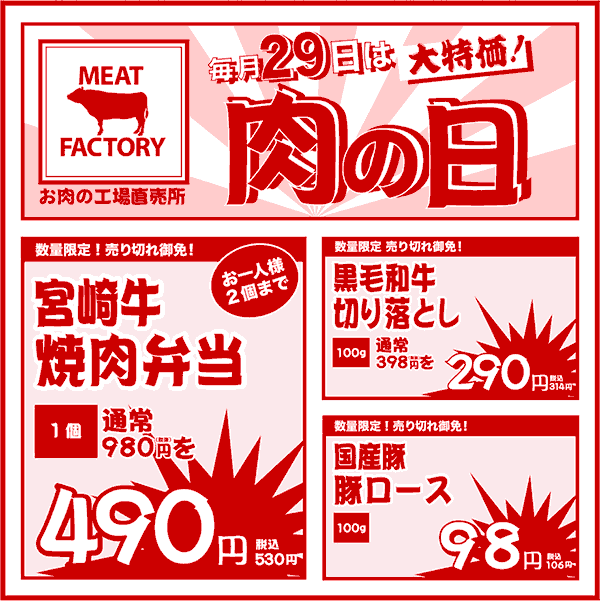 MEAT
FACTORY
お肉の工場直売所
毎月29日は 大特価!
肉の日
数量限定!売り切れ御免!
お一人様
2個まで
宮崎牛
焼肉弁当
1個
通常
980円(税抜)を
490円 税込530円
数量限定 売り切れ御免!
黒毛和牛
切り落とし
100g
通常
398円を
290円 税込314円
数量限定!売り切れ御免!
国産豚
豚ロース
100g
98円 税込106円